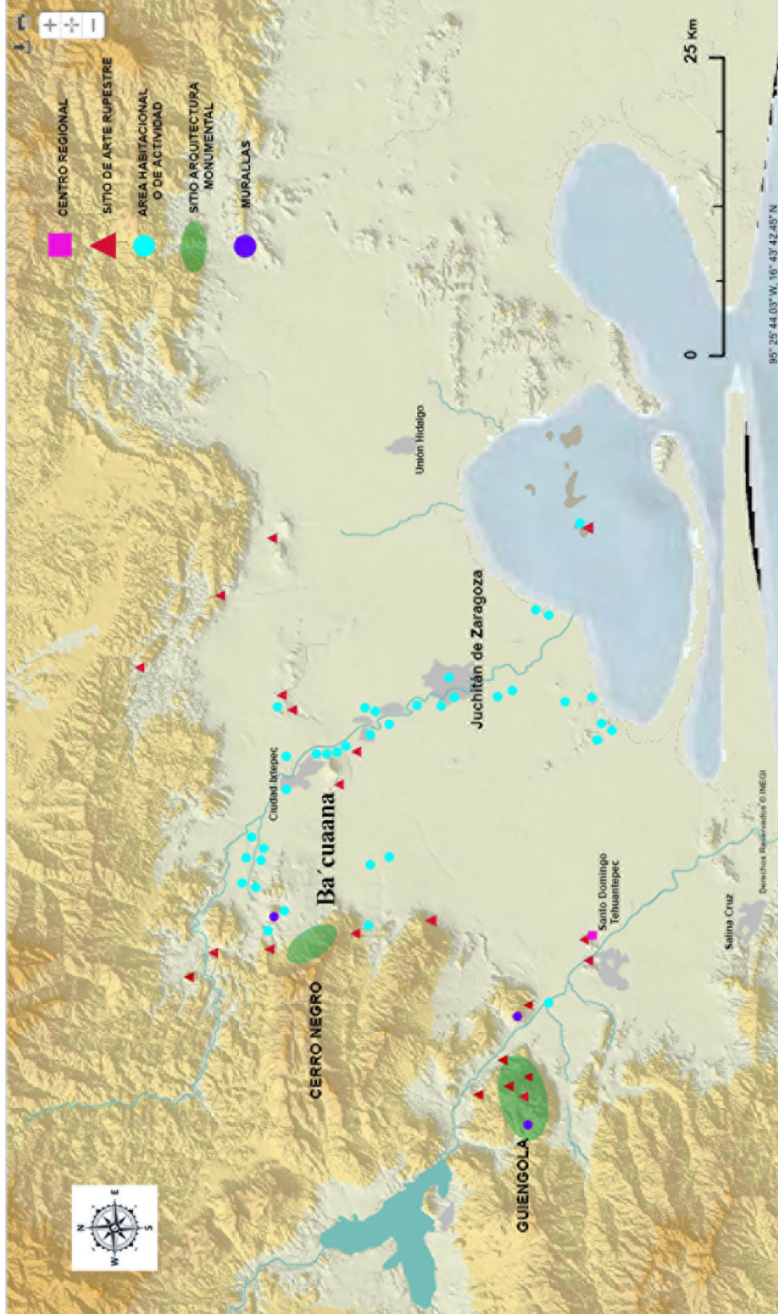 CENTRO REGIONAL
SITIO DE ARTE RUPESTRE
AREA HABITACIONAL
O DE ACTIVIDAD
SITIO ARQUITECTURA
MONUMENTAL
MURALLAS
N
W
E
S
CERRO NEGRO
Ba´cuaana
Ciudad Ixtepec
Juchitán de Zaragoza
Unión Hidalgo
GUIENGOLA
Santo Domingo
Tehuantepec
Salina Cruz
0
25 Km
Derechos Reservados © INEGI
95° 25' 44.03" W, 16° 43' 42.45" N